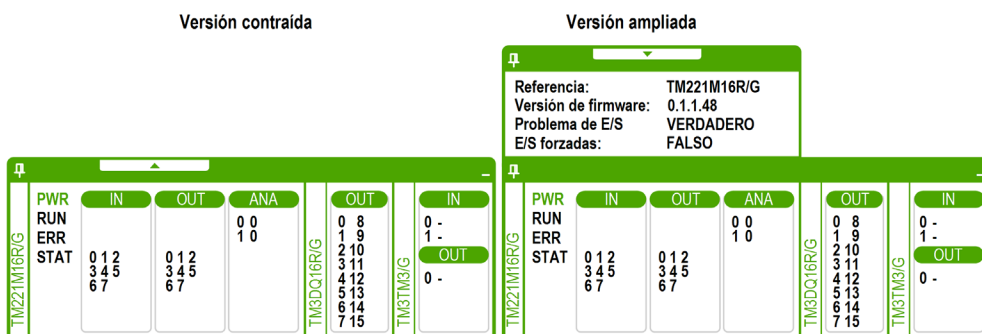 Versión contraída
TM221M16R/G
PWR
RUN
ERR
STAT
IN
0 1 2
3 4 5
6 7
OUT
0 1 2
3 4 5
6 7
ANA
0 0
1 0
TM3DQ16R/G
OUT
0 8
1 9
2 10
3 11
4 12
5 13
6 14
7 15
TM3TM3/G
IN
0 -
1 -
OUT
0 -
Versión ampliada
Referencia: TM221M16R/G
Versión de firmware: 0.1.1.48
Problema de E/S VERDADERO
E/S forzadas: FALSO
TM221M16R/G
PWR
RUN
ERR
STAT
IN
0 1 2
3 4 5
6 7
OUT
0 1 2
3 4 5
6 7
ANA
0 0
1 0
TM3DQ16R/G
OUT
0 8
1 9
2 10
3 11
4 12
5 13
6 14
7 15
TM3TM3/G
IN
0 -
1 -
OUT
0 -